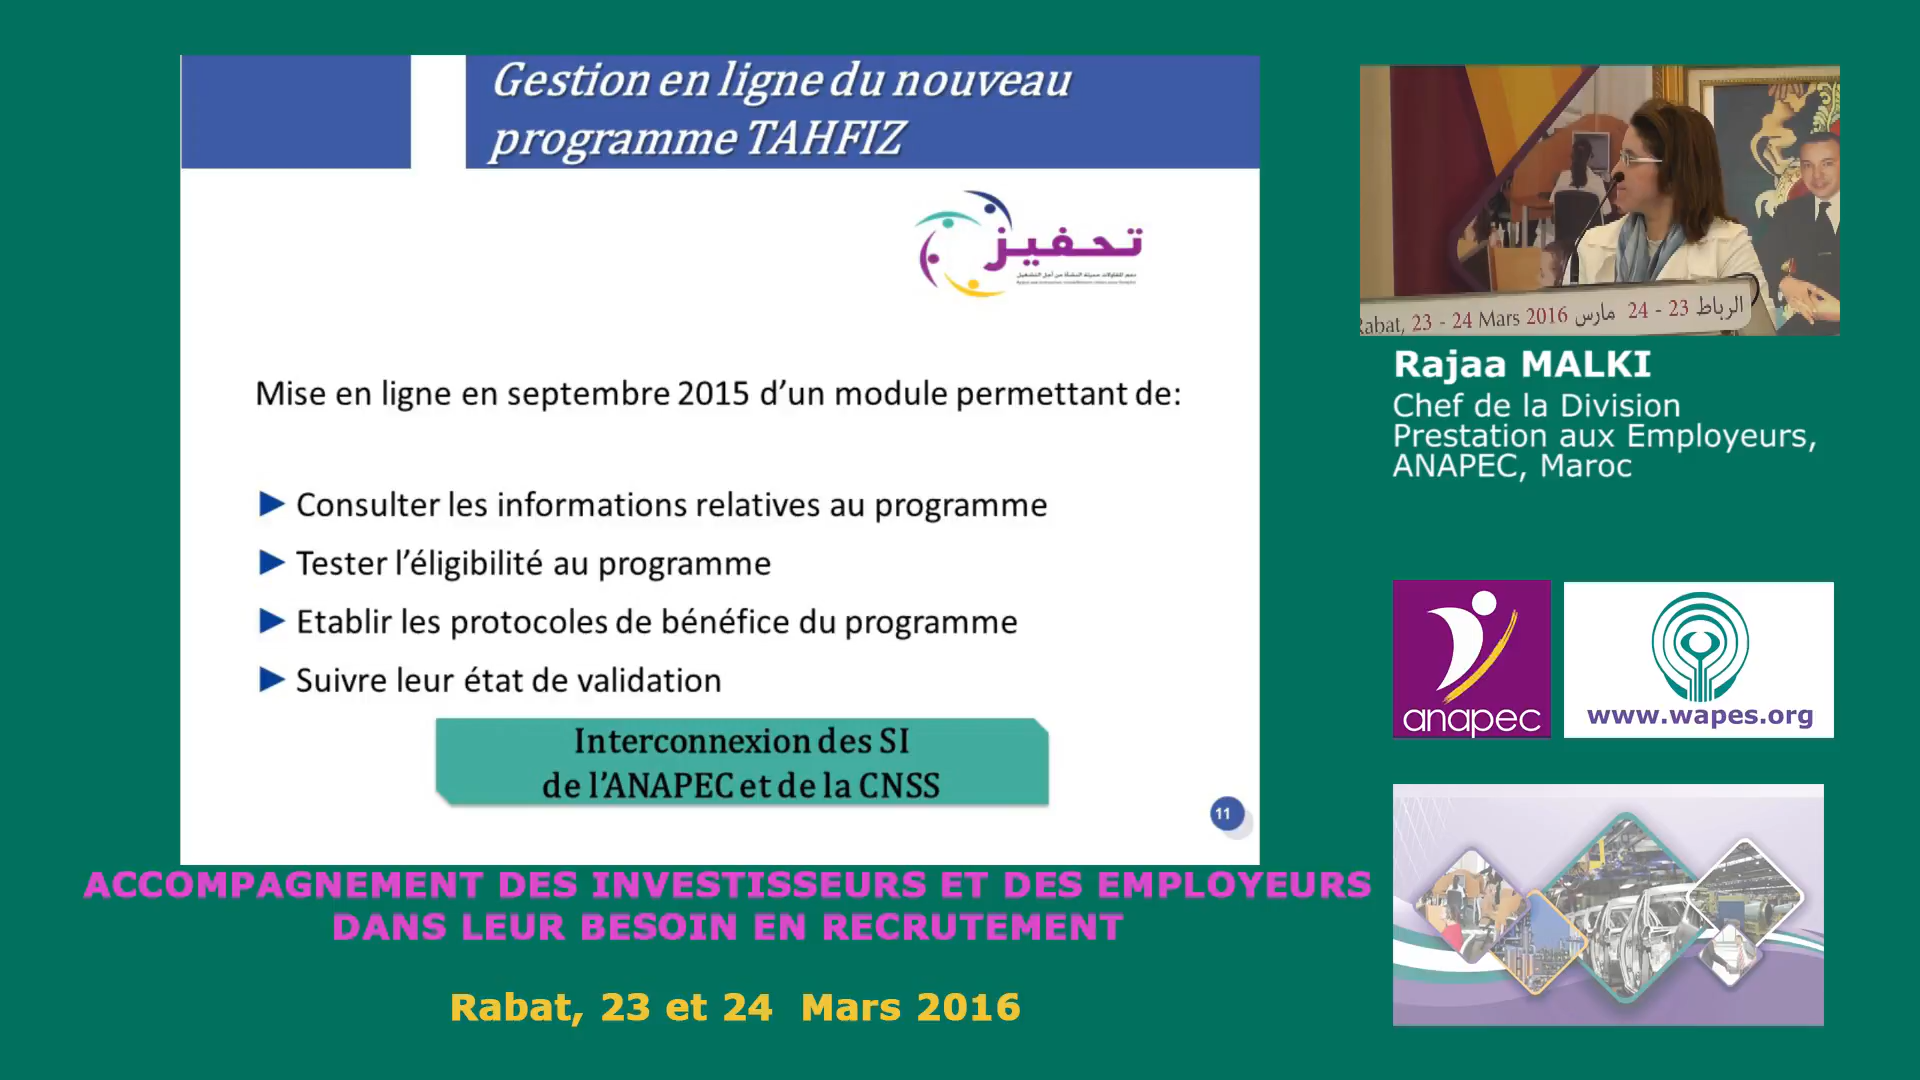 Gestion en ligne du nouveau
programme TAHFIZ
تحفيز
Mise en ligne en septembre 2015 d’un module permettant de:
Consulter les informations relatives au programme
Tester l’éligibilité au programme
Etablir les protocoles de bénéfice du programme
Suivre leur état de validation
Interconnexion des SI
de l’ANAPEC et de la CNSS
11
Rabat, 23 - 24 Mars 2016 الرباط 23 - 24 مارس
Rajaa MALKI
Chef de la Division
Prestation aux Employeurs,
ANAPEC, Maroc
anapec
www.wapes.org
ACCOMPAGNEMENT DES INVESTISSEURS ET DES EMPLOYEURS
DANS LEUR BESOIN EN RECRUTEMENT
Rabat, 23 et 24 Mars 2016